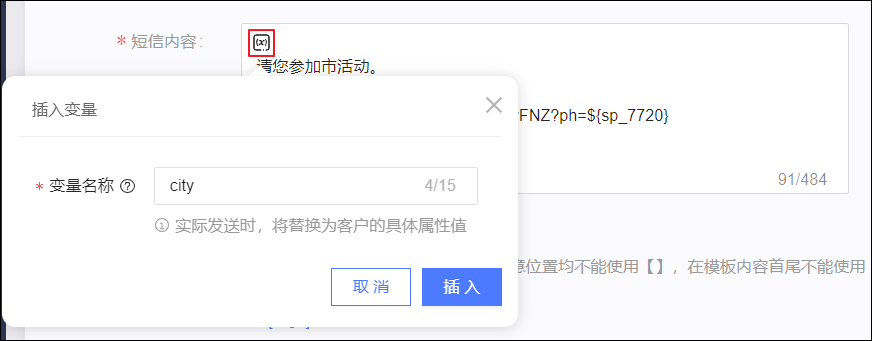 * 短信内容：
(x)
请您参加市活动。
FNZ?ph=${sp_7720}
91/484
插入变量
* 变量名称
city
4/15
实际发送时，将替换为客户的具体属性值
取消 插入
意位置均不能使用【】，在模板内容首尾不能使用